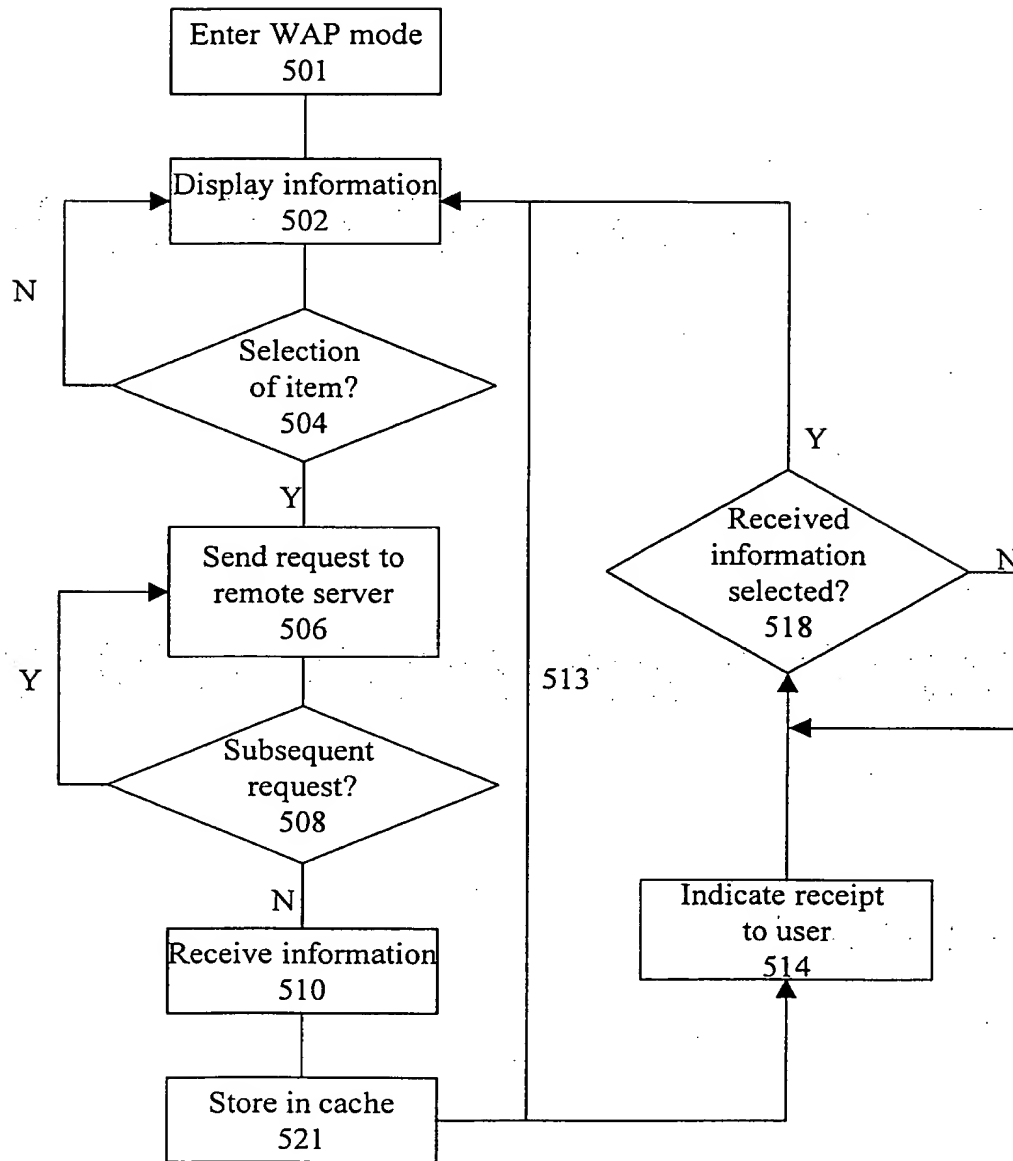 Enter WAP mode
501
Display information
502
N
Selection
of item?
504
Y
Send request to
remote server
506
Y
Subsequent
request?
508
N
Receive information
510
Store in cache
521
513
Y
Received
information
selected?
518
N
Indicate receipt
to user
514